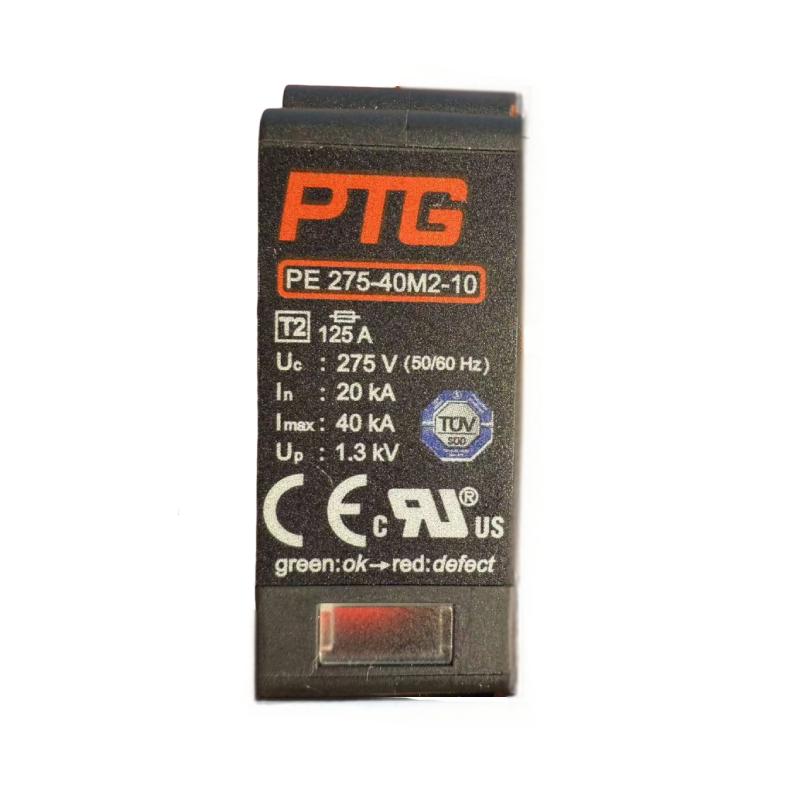 PTG
PE 275-40M2-10
T2 125 A
Uc : 275 V (50/60 Hz)
In : 20 kA
Imax : 40 kA
Up : 1.3 kV
TÜV
SÜD
CE c RU ® US
green:ok→red:defect